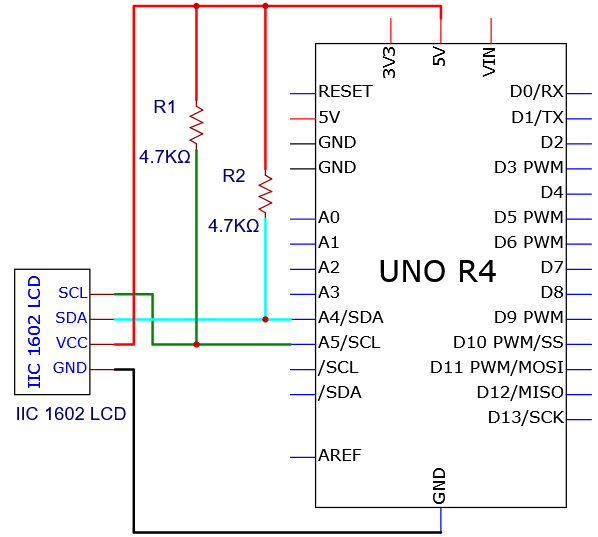 3V3
5V
VIN
RESET
5V
GND
GND
A0
A1
A2
A3
A4/SDA
A5/SCL
/SCL
/SDA
AREF
UNO R4
D0/RX
D1/TX
D2
D3 PWM
D4
D5 PWM
D6 PWM
D7
D8
D9 PWM
D10 PWM/SS
D11 PWM/MOSI
D12/MISO
D13/SCK
GND
R1
4.7KΩ
R2
4.7KΩ
IIC 1602 LCD
SCL
SDA
VCC
GND
IIC 1602 LCD